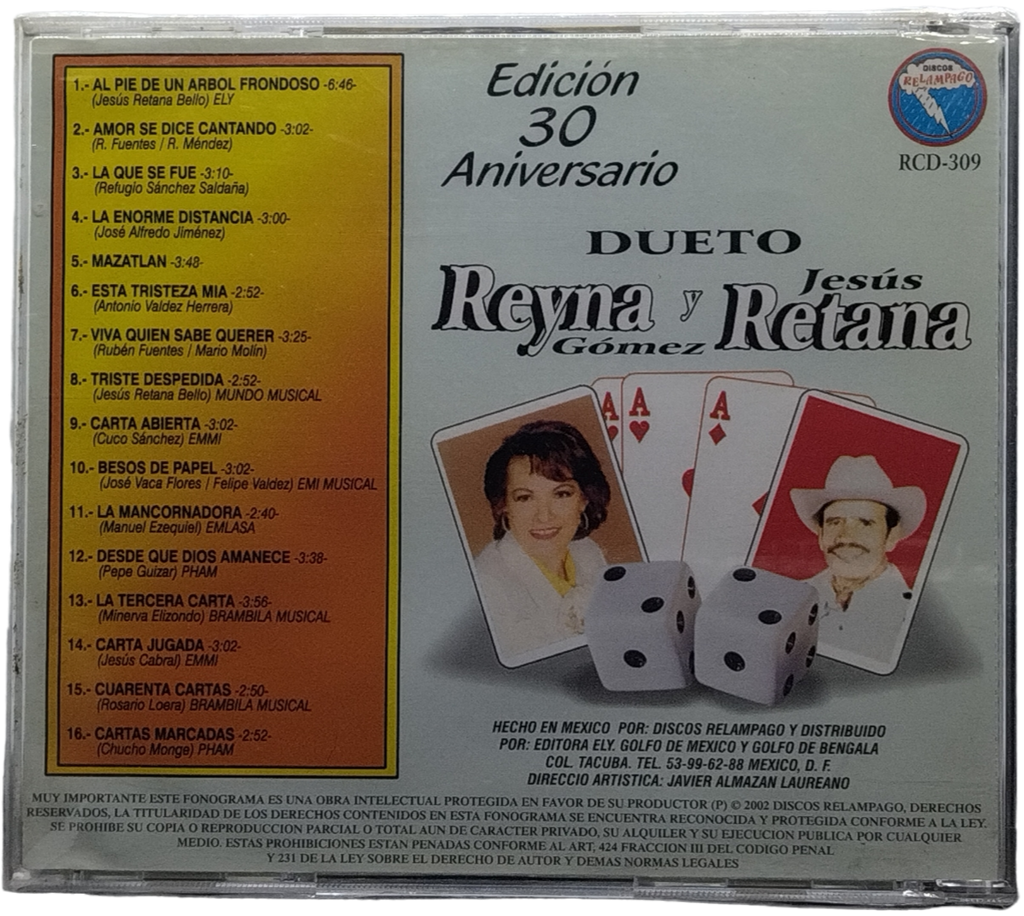 1.- AL PIE DE UN ARBOL FRONDOSO -6:46-
(Jesús Retana Bello) ELY
2.- AMOR SE DICE CANTANDO -3:02-
(R. Fuentes / R. Méndez)
3.- LA QUE SE FUE -3:10-
(Refugio Sánchez Saldaña)
4.- LA ENORME DISTANCIA -3:00-
(José Alfredo Jiménez)
5.- MAZATLAN -3:48-
6.- ESTA TRISTEZA MIA -2:52-
(Antonio Valdez Herrera)
7.- VIVA QUIEN SABE QUERER -3:25-
(Rubén Fuentes / Mario Molín)
8.- TRISTE DESPEDIDA -2:52-
(Jesús Retana Bello) MUNDO MUSICAL
9.- CARTA ABIERTA -3:02-
(Cuco Sánchez) EMMI
10.- BESOS DE PAPEL -3:02-
(José Vaca Flores / Felipe Valdez) EMI MUSICAL
11.- LA MANCORNADORA -2:40-
(Manuel Ezequiel) EMLASA
12.- DESDE QUE DIOS AMANECE -3:38-
(Pepe Guizar) PHAM
13.- LA TERCERA CARTA -3:56-
(Minerva Elizondo) BRAMBILA MUSICAL
14.- CARTA JUGADA -3:02-
(Jesús Cabral) EMMI
15.- CUARENTA CARTAS -2:50-
(Rosario Loera) BRAMBILA MUSICAL
16.- CARTAS MARCADAS -2:52-
(Chucho Monge) PHAM
Edición
30
Aniversario
DISCOS
RELAMPAGO
RCD-309
DUETO
Reyna y Jesús
Gómez Retana
A
A
A
HECHO EN MEXICO POR: DISCOS RELAMPAGO Y DISTRIBUIDO
POR: EDITORA ELY. GOLFO DE MEXICO Y GOLFO DE BENGALA
COL. TACUBA. TEL. 53-99-62-88 MEXICO, D. F.
DIRECCIO ARTISTICA: JAVIER ALMAZAN LAUREANO
MUY IMPORTANTE ESTE FONOGRAMA ES UNA OBRA INTELECTUAL PROTEGIDA EN FAVOR DE SU PRODUCTOR (P) © 2002 DISCOS RELAMPAGO, DERECHOS
RESERVADOS, LA TITULARIDAD DE LOS DERECHOS CONTENIDOS EN ESTA FONOGRAMA SE ENCUENTRA RECONOCIDA Y PROTEGIDA CONFORME A LA LEY.
SE PROHIBE SU COPIA O REPRODUCCION PARCIAL O TOTAL AUN DE CARACTER PRIVADO, SU ALQUILER Y SU EJECUCION PUBLICA POR CUALQUIER
MEDIO. ESTAS PROHIBICIONES ESTAN PENADAS CONFORME AL ART, 424 FRACCION III DEL CODIGO PENAL
Y 231 DE LA LEY SOBRE EL DERECHO DE AUTOR Y DEMAS NORMAS LEGALES